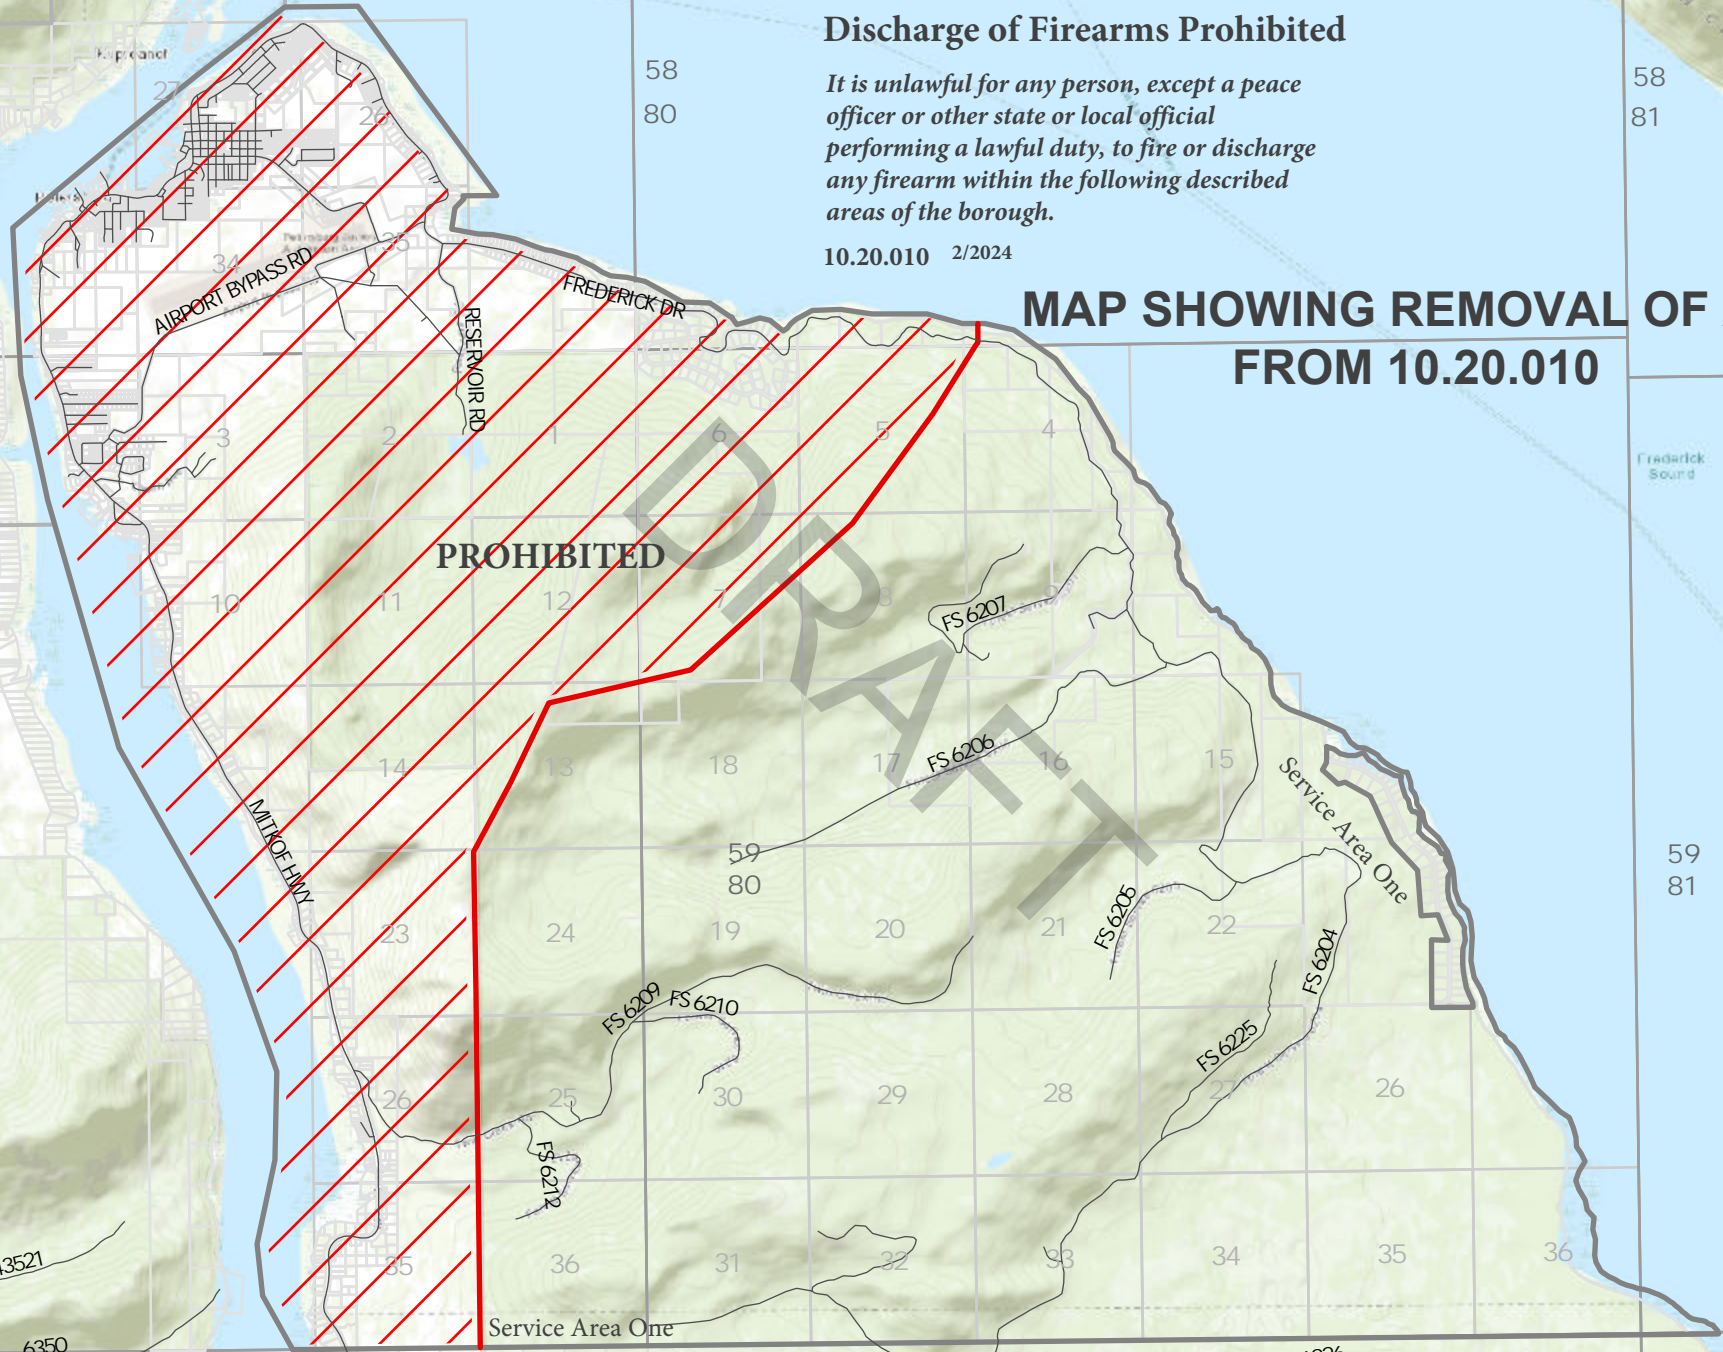 Discharge of Firearms Prohibited
It is unlawful for any person, except a peace
officer or other state or local official
performing a lawful duty, to fire or discharge
any firearm within the following described
areas of the borough.
10.20.010 2/2024
MAP SHOWING REMOVAL OF
FROM 10.20.010
58
80
58
81
Kupreanof
27
26
34
35
AIRPORT BYPASS RD
RESERVOIR RD
FREDERICK DR
Frederick
Sound
3
2
1
6
5
4
PROHIBITED
DRAFT
10
11
12
7
8
9
FS 6207
14
13
18
17
16
15
FS 6206
MITKOF HWY
Service Area One
59
80
59
81
23
24
19
20
21
22
FS 6205
FS 6204
FS 6209
FS 6210
FS 6225
26
25
30
29
28
27
26
FS 6212
35
36
31
32
33
34
35
36
Service Area One
6350